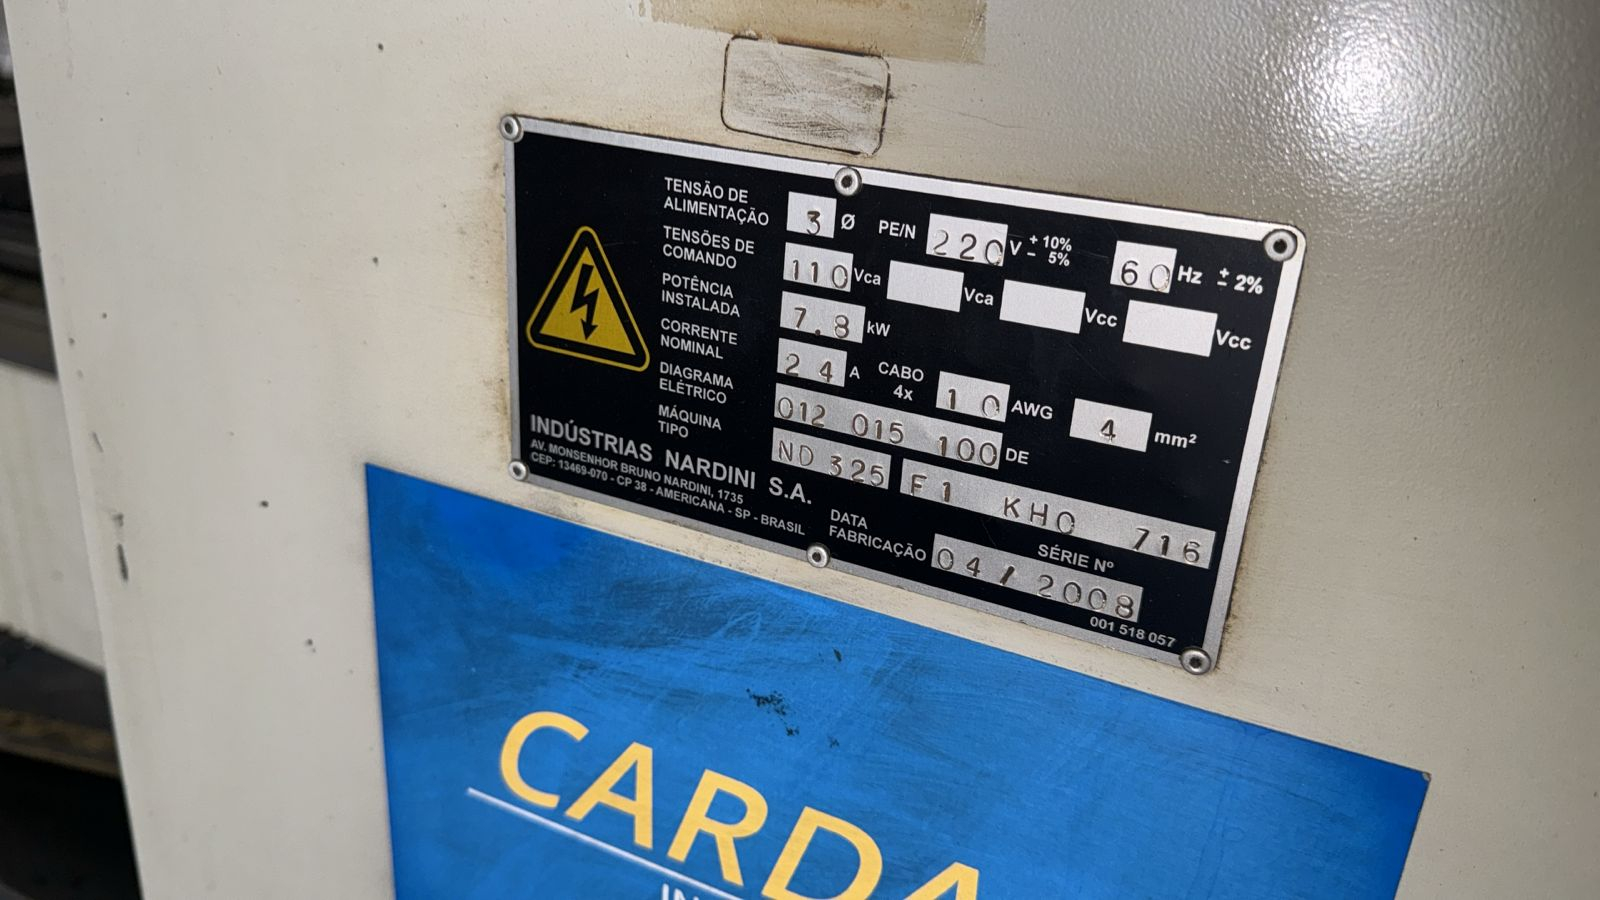 TENSÃO DE ALIMENTAÇÃO 3 Ø PE/N 220 V + 10% - 5% 60 Hz ± 2%
TENSÕES DE COMANDO 110 Vca Vca Vcc Vcc
POTÊNCIA INSTALADA 7.8 kW
CORRENTE NOMINAL 24 A CABO 4x 10 AWG 4 mm²
DIAGRAMA ELÉTRICO 012 015 100 DE
MÁQUINA TIPO ND 325 F1 KHO 716
SÉRIE Nº
INDÚSTRIAS NARDINI S.A.
AV. MONSENHOR BRUNO NARDINI, 1735
CEP: 13469-070 - CP 38 - AMERICANA - SP - BRASIL
DATA FABRICAÇÃO 04/2008
001 518 057
CARDA